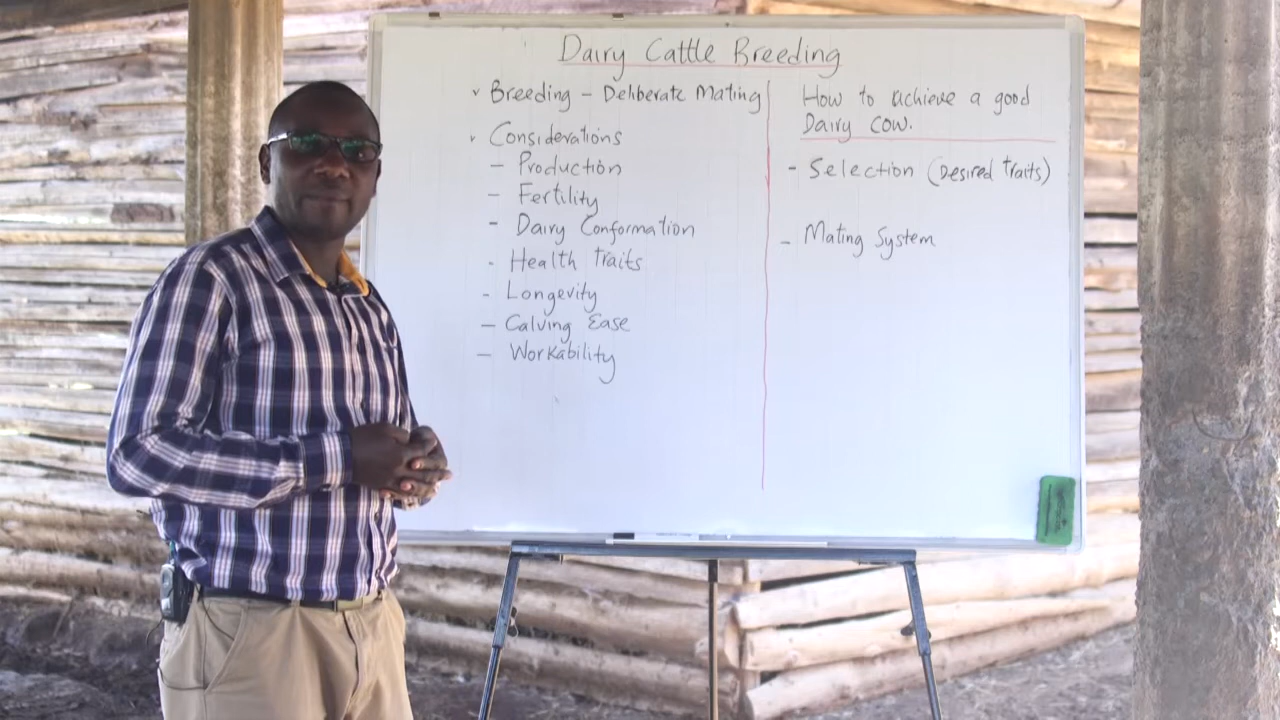 Dairy Cattle Breeding
v Breeding - Deliberate Mating
v Considerations
- Production
- Fertility
- Dairy Conformation
- Health Traits
- Longevity
- Calving Ease
- Workability
How to achieve a good
Dairy cow.
- Selection (Desired Traits)
- Mating System